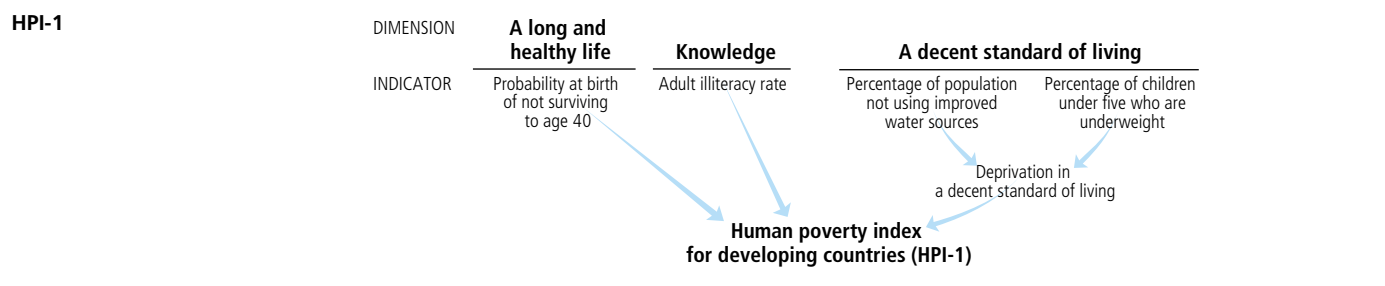 HPI-1
DIMENSION
A long and
healthy life
Knowledge
A decent standard of living
INDICATOR
Probability at birth
of not surviving
to age 40
Adult illiteracy rate
Percentage of population
not using improved
water sources
Percentage of children
under five who are
underweight
Deprivation in
a decent standard of living
Human poverty index
for developing countries (HPI-1)